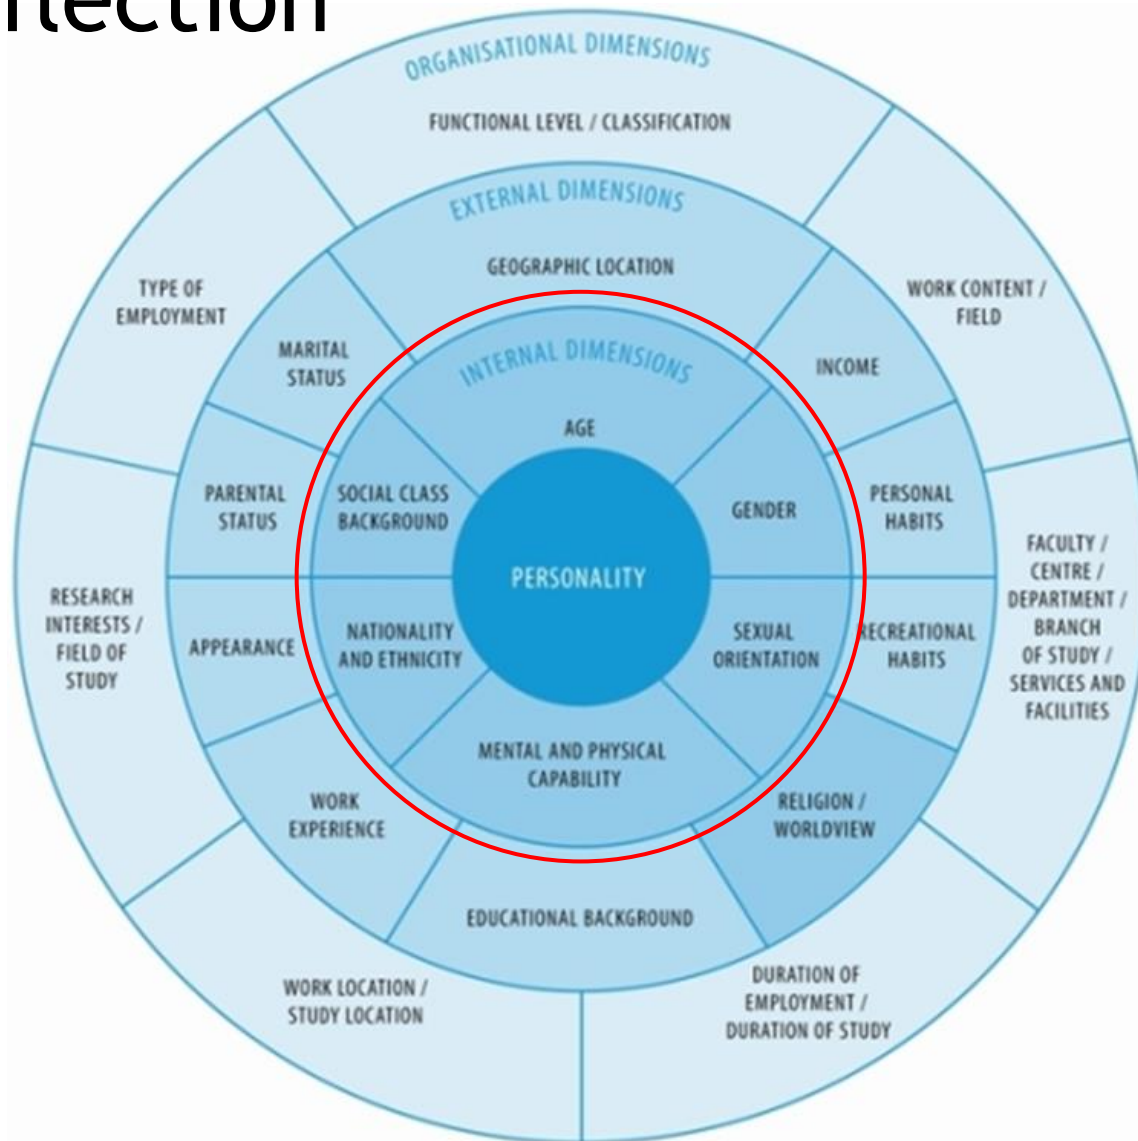 flection
ORGANISATIONAL DIMENSIONS
FUNCTIONAL LEVEL / CLASSIFICATION
EXTERNAL DIMENSIONS
GEOGRAPHIC LOCATION
TYPE OF
EMPLOYMENT
WORK CONTENT /
FIELD
MARITAL
STATUS
INCOME
INTERNAL DIMENSIONS
AGE
PARENTAL
STATUS
SOCIAL CLASS
BACKGROUND
GENDER
PERSONAL
HABITS
FACULTY /
CENTRE /
DEPARTMENT /
BRANCH
OF STUDY /
SERVICES AND
FACILITIES
PERSONALITY
RESEARCH
INTERESTS /
FIELD OF
STUDY
APPEARANCE
NATIONALITY
AND ETHNICITY
SEXUAL
ORIENTATION
RECREATIONAL
HABITS
MENTAL AND PHYSICAL
CAPABILITY
WORK
EXPERIENCE
RELIGION /
WORLDVIEW
EDUCATIONAL BACKGROUND
WORK LOCATION /
STUDY LOCATION
DURATION OF
EMPLOYMENT /
DURATION OF STUDY